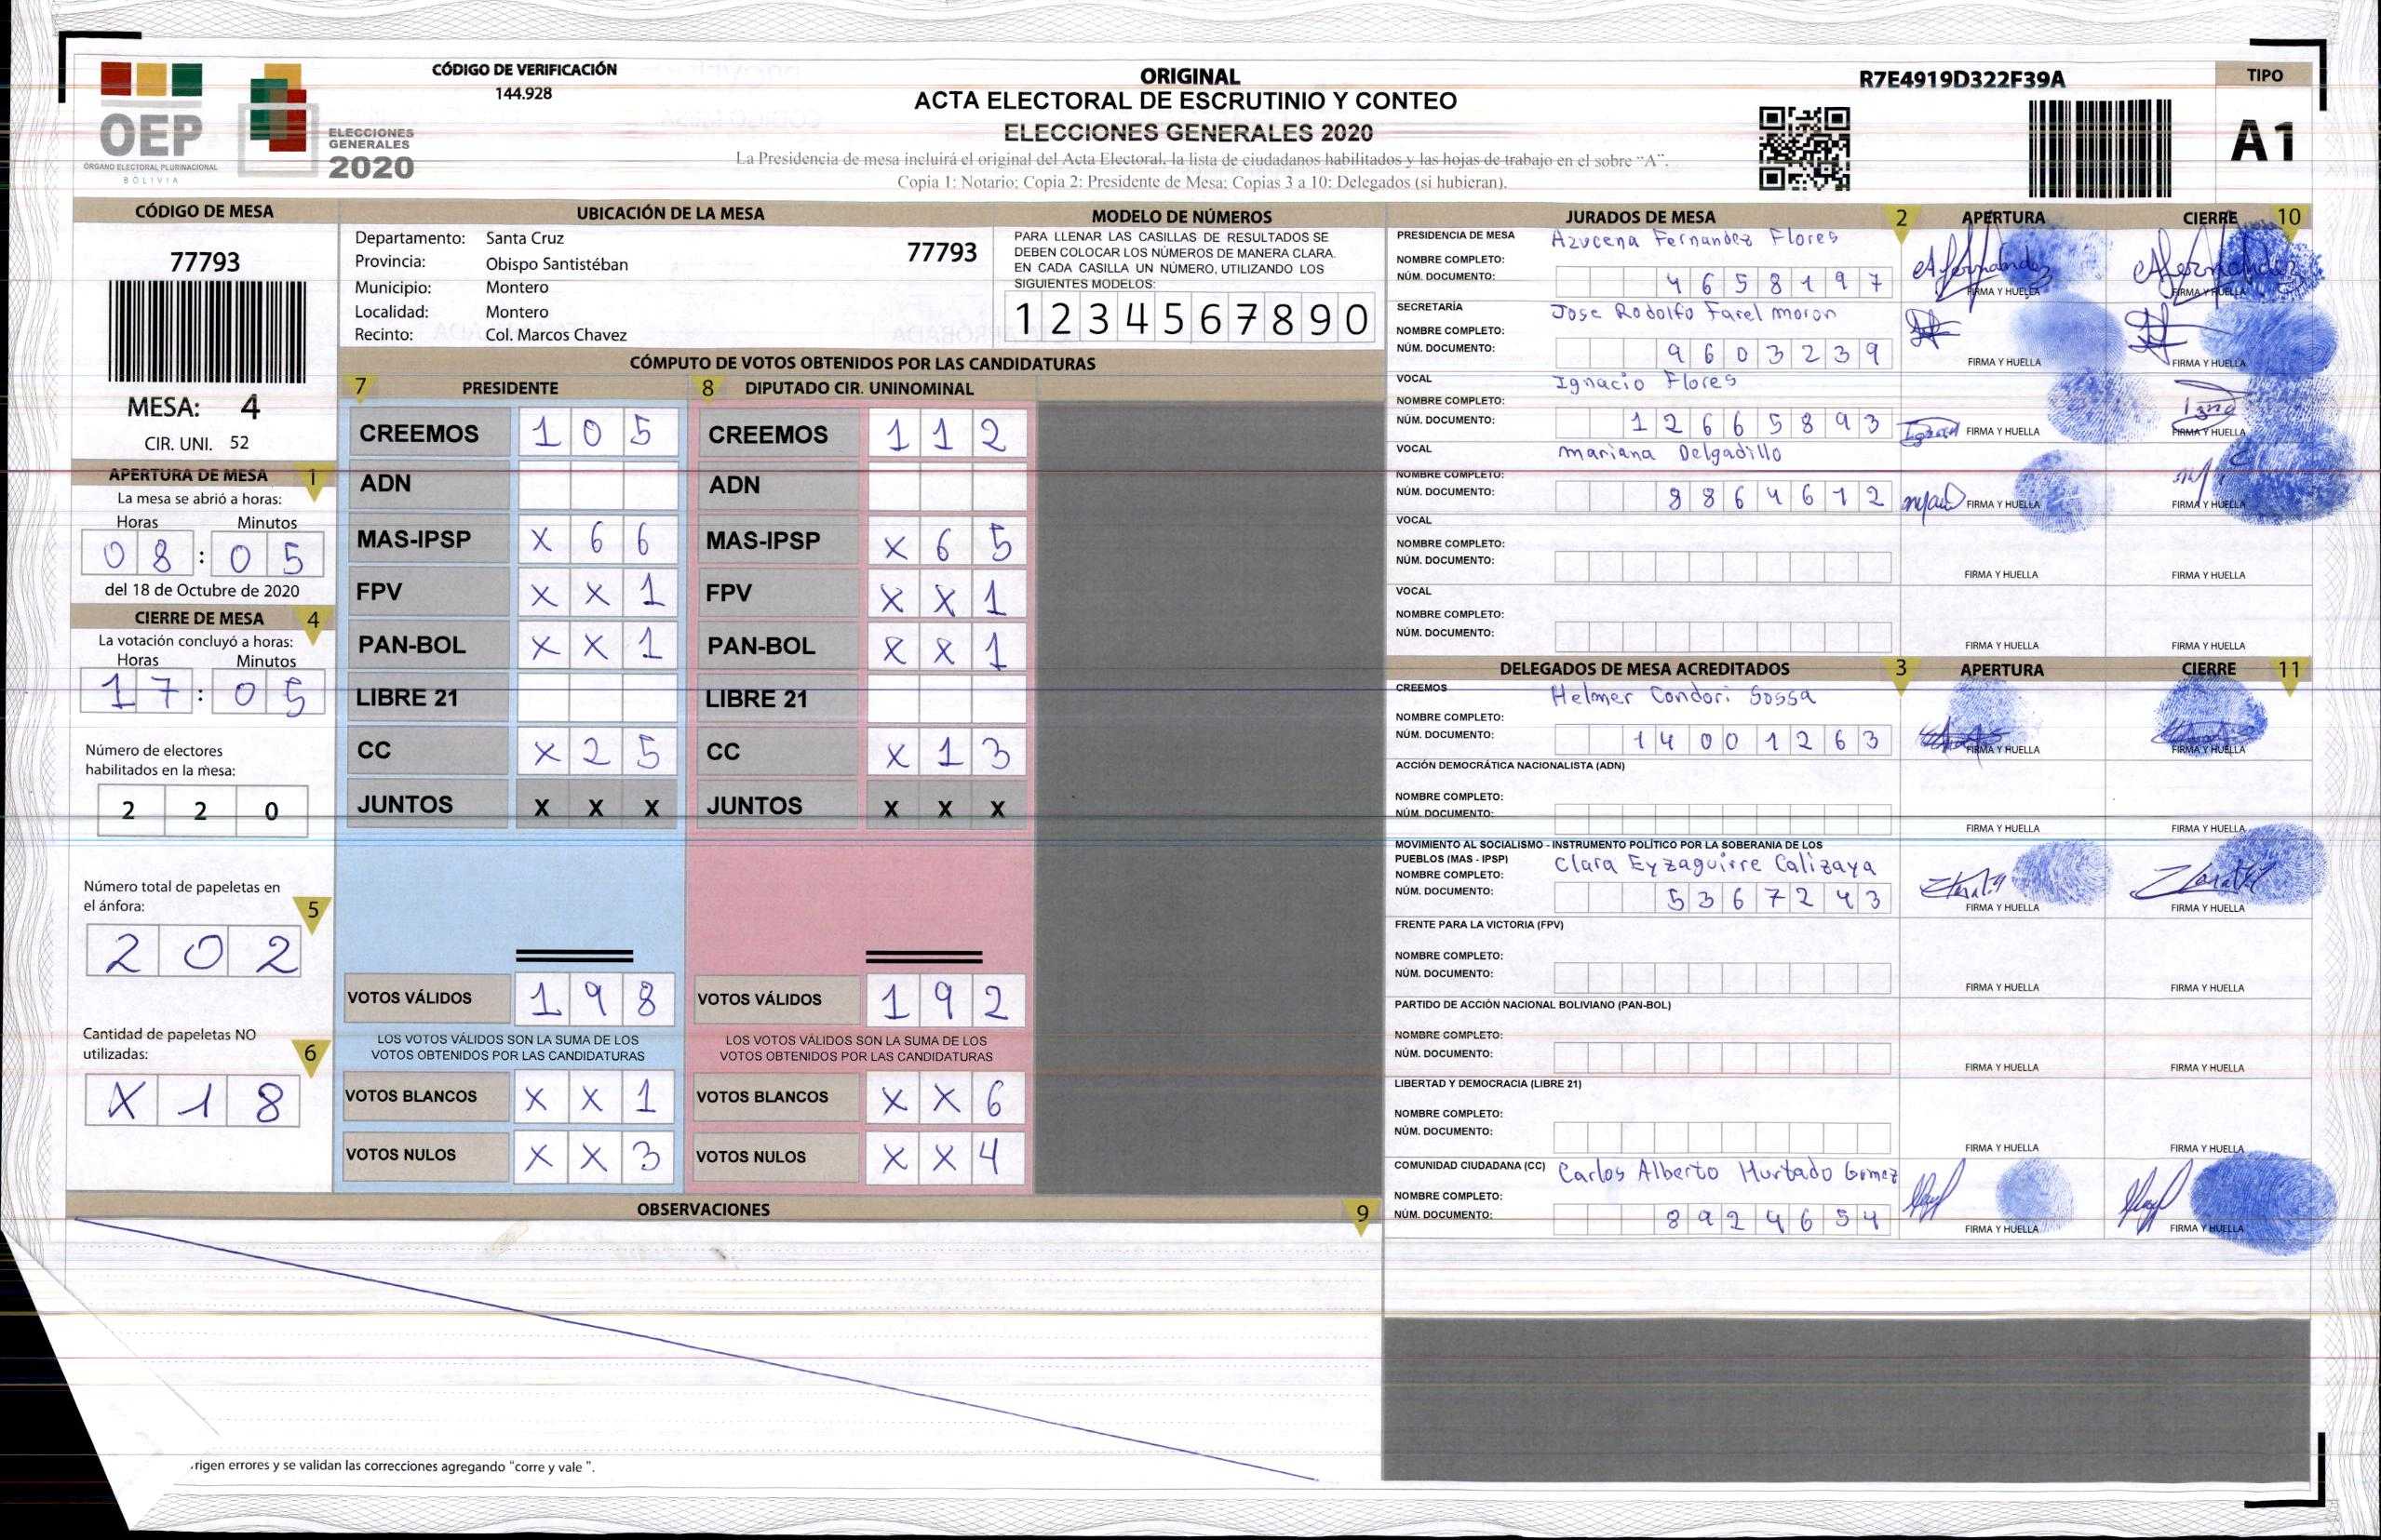 OEP
ÓRGANO ELECTORAL PLURINACIONAL
BOLIVIA
ELECCIONES
GENERALES
2020
CÓDIGO DE VERIFICACIÓN
144.928
ORIGINAL
ACTA ELECTORAL DE ESCRUTINIO Y CONTEO
ELECCIONES GENERALES 2020
La Presidencia de mesa incluirá el original del Acta Electoral, la lista de ciudadanos habilitados y las hojas de trabajo en el sobre "A".
Copia 1: Notario; Copia 2: Presidente de Mesa; Copias 3 a 10: Delegados (si hubieran).
R7E4919D322F39A
TIPO
A1
CÓDIGO DE MESA
77793
MESA: 4
CIR. UNI. 52
APERTURA DE MESA 1
La mesa se abrió a horas:
Horas Minutos
08:05
del 18 de Octubre de 2020
CIERRE DE MESA 4
La votación concluyó a horas:
Horas Minutos
17:05
Número de electores
habilitados en la mesa:
2 2 0
Número total de papeletas en
el ánfora: 5
2 0 2
Cantidad de papeletas NO
utilizadas: 6
X 1 8
UBICACIÓN DE LA MESA
Departamento: Santa Cruz
77793
Provincia: Obispo Santistéban
Municipio: Montero
Localidad: Montero
Recinto: Col. Marcos Chavez
MODELO DE NÚMEROS
PARA LLENAR LAS CASILLAS DE RESULTADOS SE
DEBEN COLOCAR LOS NÚMEROS DE MANERA CLARA.
EN CADA CASILLA UN NÚMERO, UTILIZANDO LOS
SIGUIENTES MODELOS:
1 2 3 4 5 6 7 8 9 0
CÓMPUTO DE VOTOS OBTENIDOS POR LAS CANDIDATURAS
7 PRESIDENTE
CREEMOS 1 0 5
ADN
MAS-IPSP X 6 6
FPV X X 1
PAN-BOL X X 1
LIBRE 21
CC X 2 5
JUNTOS X X X
VOTOS VÁLIDOS 1 9 8
LOS VOTOS VÁLIDOS SON LA SUMA DE LOS
VOTOS OBTENIDOS POR LAS CANDIDATURAS
VOTOS BLANCOS X X 1
VOTOS NULOS X X 3
8 DIPUTADO CIR. UNINOMINAL
CREEMOS 1 1 2
ADN
MAS-IPSP X 6 5
FPV X X 1
PAN-BOL X X 1
LIBRE 21
CC X 1 3
JUNTOS X X X
VOTOS VÁLIDOS 1 9 2
LOS VOTOS VÁLIDOS SON LA SUMA DE LOS
VOTOS OBTENIDOS POR LAS CANDIDATURAS
VOTOS BLANCOS X X 6
VOTOS NULOS X X 4
OBSERVACIONES 9
rigen errores y se validan las correcciones agregando "corre y vale ".
JURADOS DE MESA 2 APERTURA CIERRE 10
PRESIDENCIA DE MESA Azucena Fernandez Flores
NOMBRE COMPLETO:
NÚM. DOCUMENTO: 4 6 5 8 1 9 7
FIRMA Y HUELLA FIRMA Y HUELLA
SECRETARÍA Jose Rodolfo Farel moron
NOMBRE COMPLETO:
NÚM. DOCUMENTO: 9 6 0 3 2 3 9
FIRMA Y HUELLA FIRMA Y HUELLA
VOCAL Ignacio Flores
NOMBRE COMPLETO:
NÚM. DOCUMENTO: 1 2 6 6 5 8 9 3
FIRMA Y HUELLA FIRMA Y HUELLA
VOCAL mariana Delgadillo
NOMBRE COMPLETO:
NÚM. DOCUMENTO: 8 8 6 4 6 1 2
FIRMA Y HUELLA FIRMA Y HUELLA
VOCAL
NOMBRE COMPLETO:
NÚM. DOCUMENTO:
FIRMA Y HUELLA FIRMA Y HUELLA
VOCAL
NOMBRE COMPLETO:
NÚM. DOCUMENTO:
FIRMA Y HUELLA FIRMA Y HUELLA
DELEGADOS DE MESA ACREDITADOS 3 APERTURA CIERRE 11
CREEMOS Helmer Condori Sossa
NOMBRE COMPLETO:
NÚM. DOCUMENTO: 1 4 0 0 1 2 6 3
FIRMA Y HUELLA FIRMA Y HUELLA
ACCIÓN DEMOCRÁTICA NACIONALISTA (ADN)
NOMBRE COMPLETO:
NÚM. DOCUMENTO:
FIRMA Y HUELLA FIRMA Y HUELLA
MOVIMIENTO AL SOCIALISMO - INSTRUMENTO POLÍTICO POR LA SOBERANIA DE LOS
PUEBLOS (MAS - IPSP) Clara Eyzaguirre Calizaya
NOMBRE COMPLETO:
NÚM. DOCUMENTO: 5 3 6 7 2 4 3
FIRMA Y HUELLA FIRMA Y HUELLA
FRENTE PARA LA VICTORIA (FPV)
NOMBRE COMPLETO:
NÚM. DOCUMENTO:
FIRMA Y HUELLA FIRMA Y HUELLA
PARTIDO DE ACCIÓN NACIONAL BOLIVIANO (PAN-BOL)
NOMBRE COMPLETO:
NÚM. DOCUMENTO:
FIRMA Y HUELLA FIRMA Y HUELLA
LIBERTAD Y DEMOCRACIA (LIBRE 21)
NOMBRE COMPLETO:
NÚM. DOCUMENTO:
FIRMA Y HUELLA FIRMA Y HUELLA
COMUNIDAD CIUDADANA (CC) Carlos Alberto Hurtado Gomez
NOMBRE COMPLETO:
NÚM. DOCUMENTO: 8 9 2 4 6 5 4
FIRMA Y HUELLA FIRMA Y HUELLA